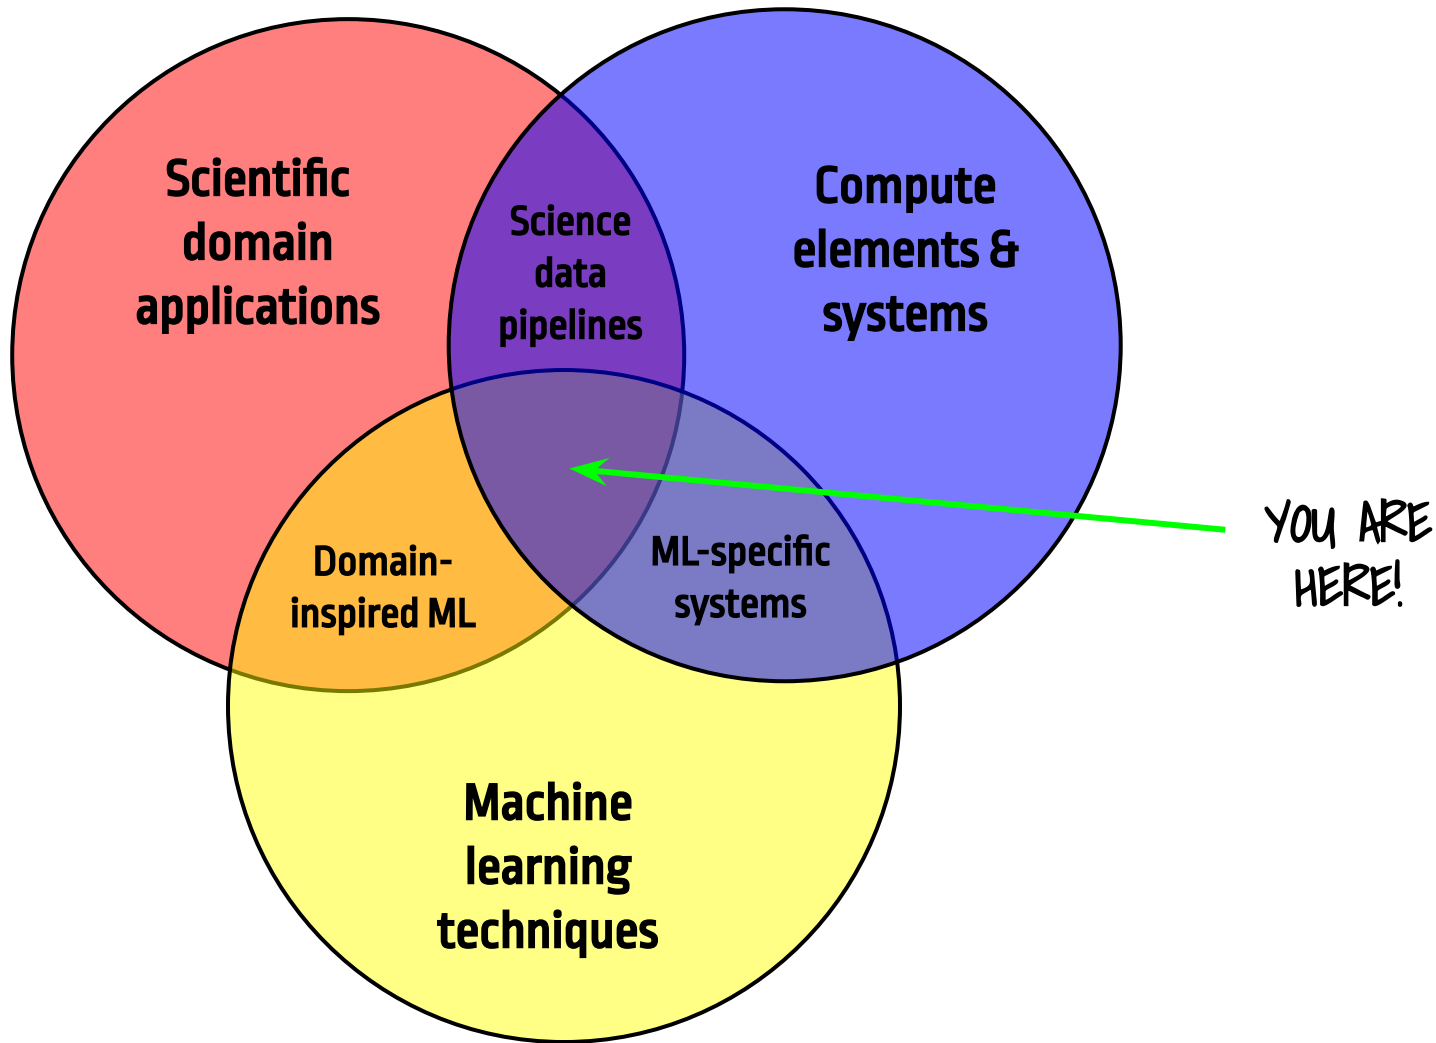 Scientific
domain
applications
Science
data
pipelines
Compute
elements &
systems
Domain-
inspired ML
ML-specific
systems
YOU ARE
HERE!
Machine
learning
techniques